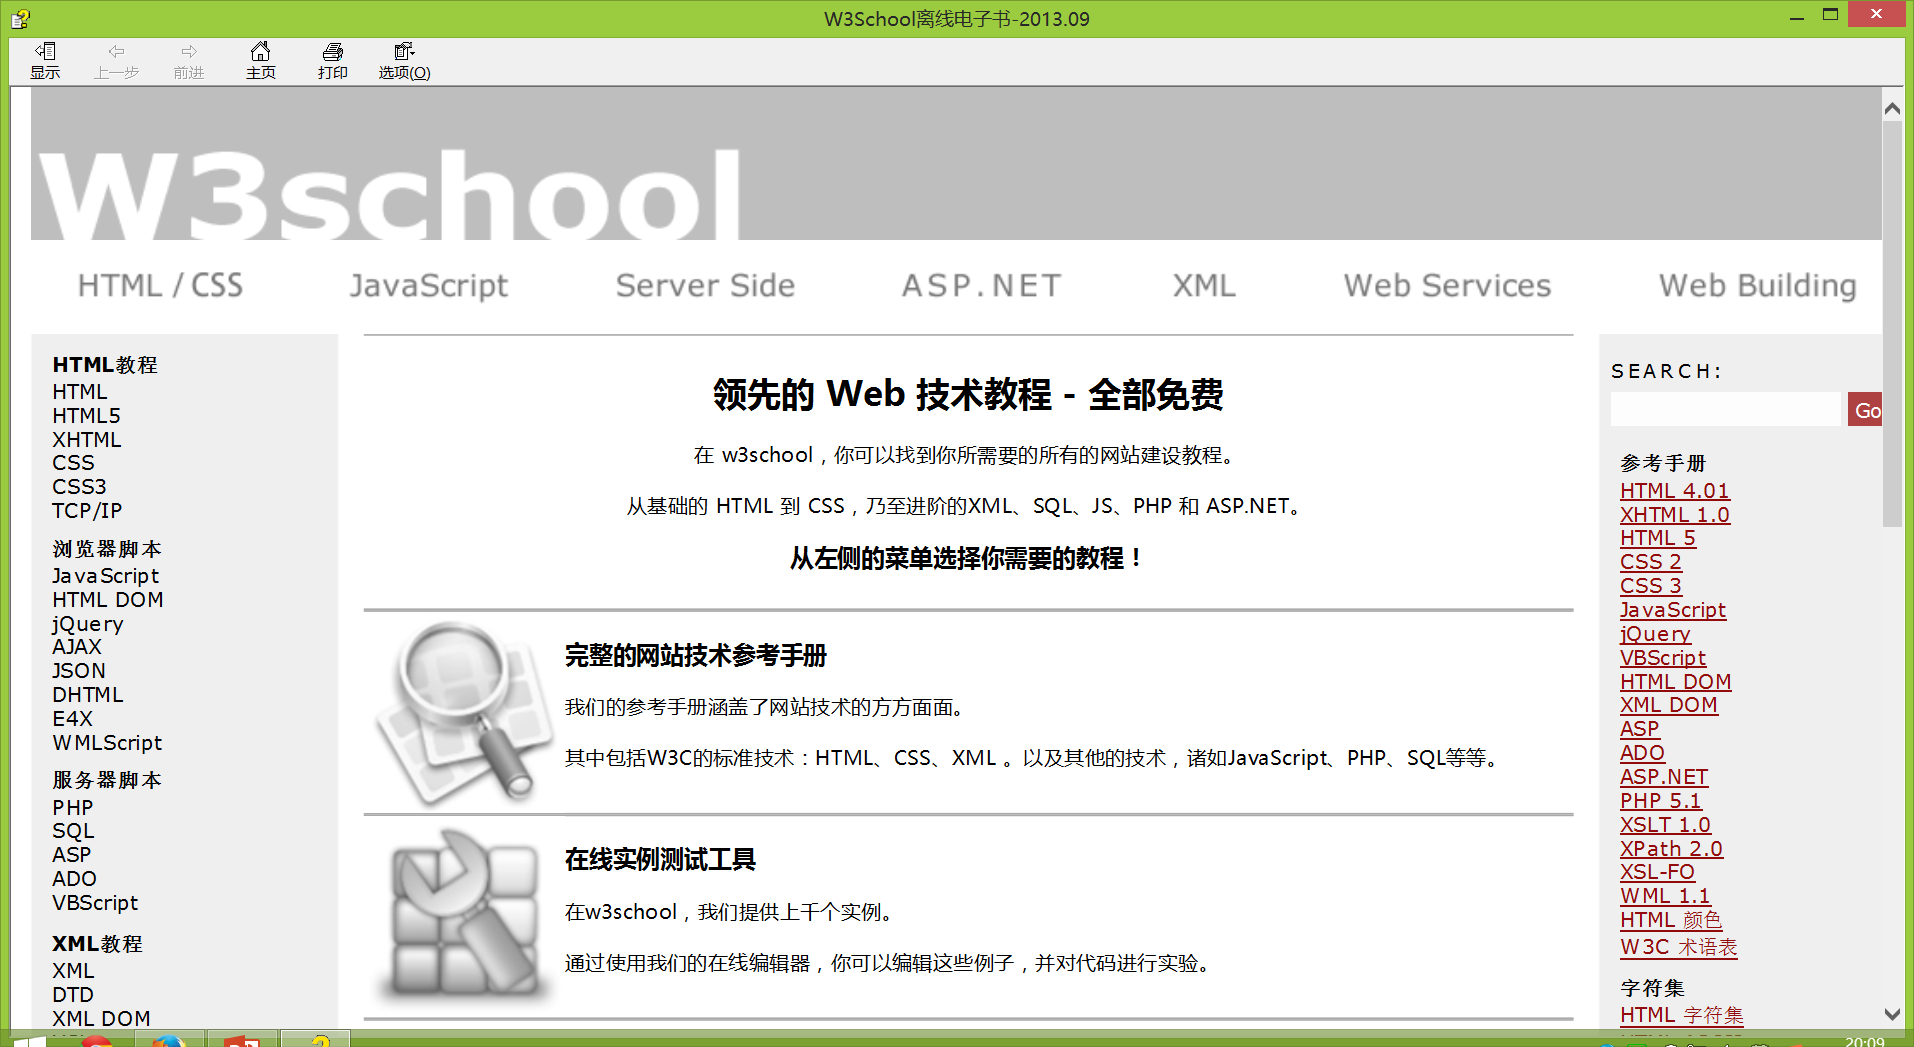 W3School离线电子书-2013.09
显示
上一步
前进
主页
打印
选项(O)
W3school
HTML / CSS
JavaScript
Server Side
ASP.NET
XML
Web Services
Web Building
HTML教程
HTML
HTML5
XHTML
CSS
CSS3
TCP/IP
浏览器脚本
JavaScript
HTML DOM
jQuery
AJAX
JSON
DHTML
E4X
WMLScript
服务器脚本
PHP
SQL
ASP
ADO
VBScript
XML教程
XML
DTD
XML DOM
领先的 Web 技术教程 - 全部免费
在 w3school，你可以找到你所需要的所有的网站建设教程。
从基础的 HTML 到 CSS，乃至进阶的XML、SQL、JS、PHP 和 ASP.NET。
从左侧的菜单选择你需要的教程！
完整的网站技术参考手册
我们的参考手册涵盖了网站技术的方方面面。
其中包括W3C的标准技术：HTML、CSS、XML 。以及其他的技术，诸如JavaScript、PHP、SQL等等。
在线实例测试工具
在w3school，我们提供上千个实例。
通过使用我们的在线编辑器，你可以编辑这些例子，并对代码进行实验。
SEARCH:
Go
参考手册
HTML 4.01
XHTML 1.0
HTML 5
CSS 2
CSS 3
JavaScript
jQuery
VBScript
HTML DOM
XML DOM
ASP
ADO
ASP.NET
PHP 5.1
XSLT 1.0
XPath 2.0
XSL-FO
WML 1.1
HTML 颜色
W3C 术语表
字符集
HTML 字符集
20:09